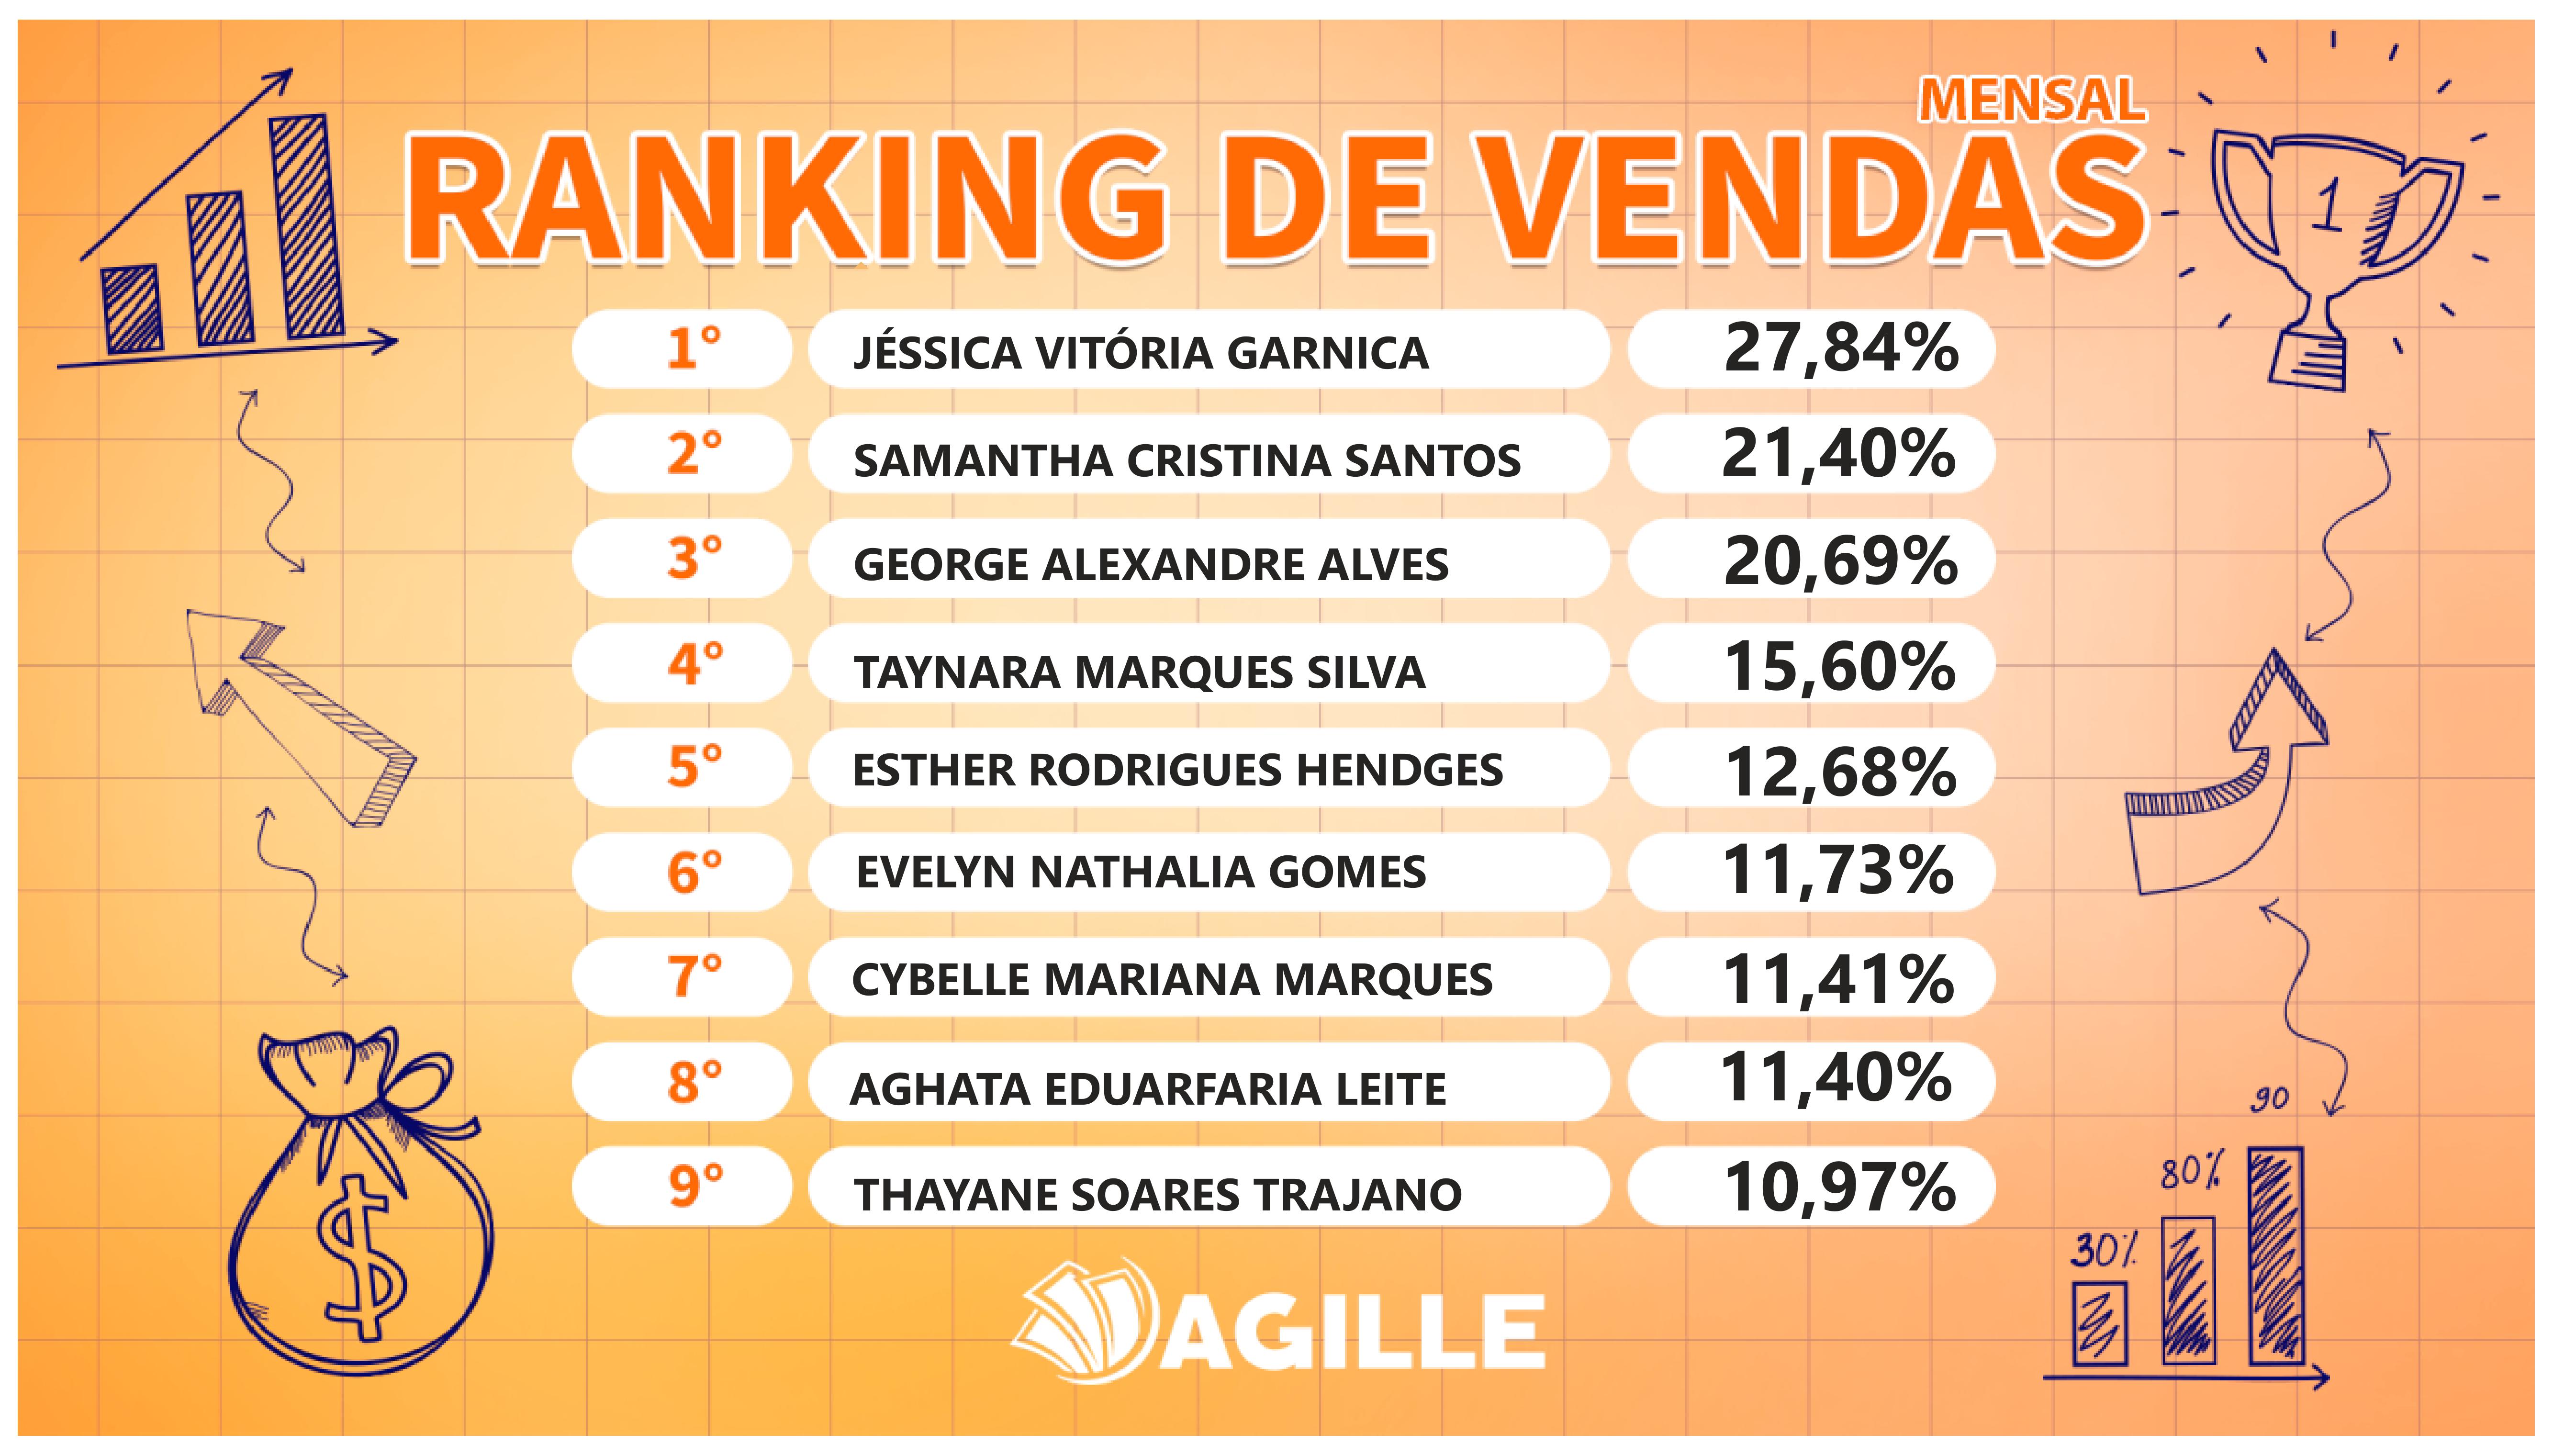 MENSAL
RANKING DE VENDAS
1° JÉSSICA VITÓRIA GARNICA 27,84%
2° SAMANTHA CRISTINA SANTOS 21,40%
3° GEORGE ALEXANDRE ALVES 20,69%
4° TAYNARA MARQUES SILVA 15,60%
5° ESTHER RODRIGUES HENDGES 12,68%
6° EVELYN NATHALIA GOMES 11,73%
7° CYBELLE MARIANA MARQUES 11,41%
8° AGHATA EDUARFARIA LEITE 11,40%
9° THAYANE SOARES TRAJANO 10,97%
AGILLE
1
$
30%
80%
90